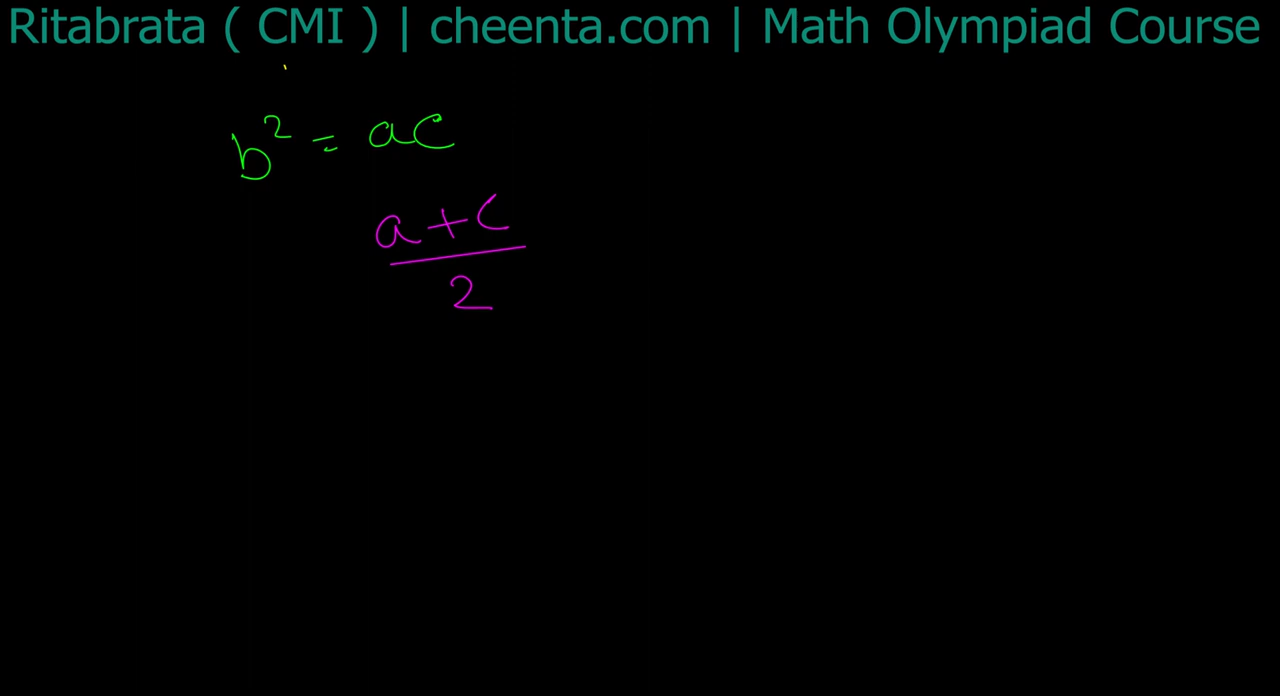 Ritabrata ( CMI ) | cheenta.com | Math Olympiad Course
b² = ac
a+c
2